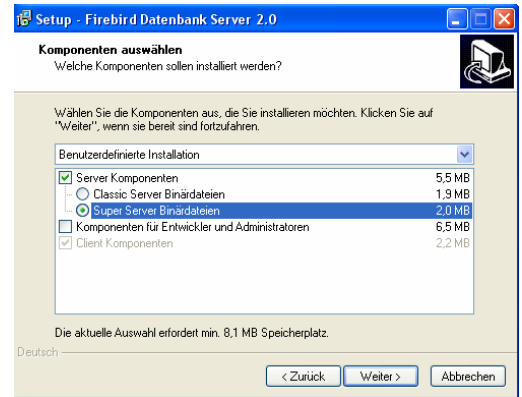 Setup - Firebird Datenbank Server 2.0
Komponenten auswählen
Welche Komponenten sollen installiert werden?
Wählen Sie die Komponenten aus, die Sie installieren möchten. Klicken Sie auf
"Weiter", wenn sie bereit sind fortzufahren.
Benutzerdefinierte Installation
Server Komponenten 5,5 MB
Classic Server Binärdateien 1,9 MB
Super Server Binärdateien 2,0 MB
Komponenten für Entwickler und Administratoren 6,5 MB
Client Komponenten 2,2 MB
Die aktuelle Auswahl erfordert min. 8,1 MB Speicherplatz.
Deutsch
< Zurück Weiter > Abbrechen